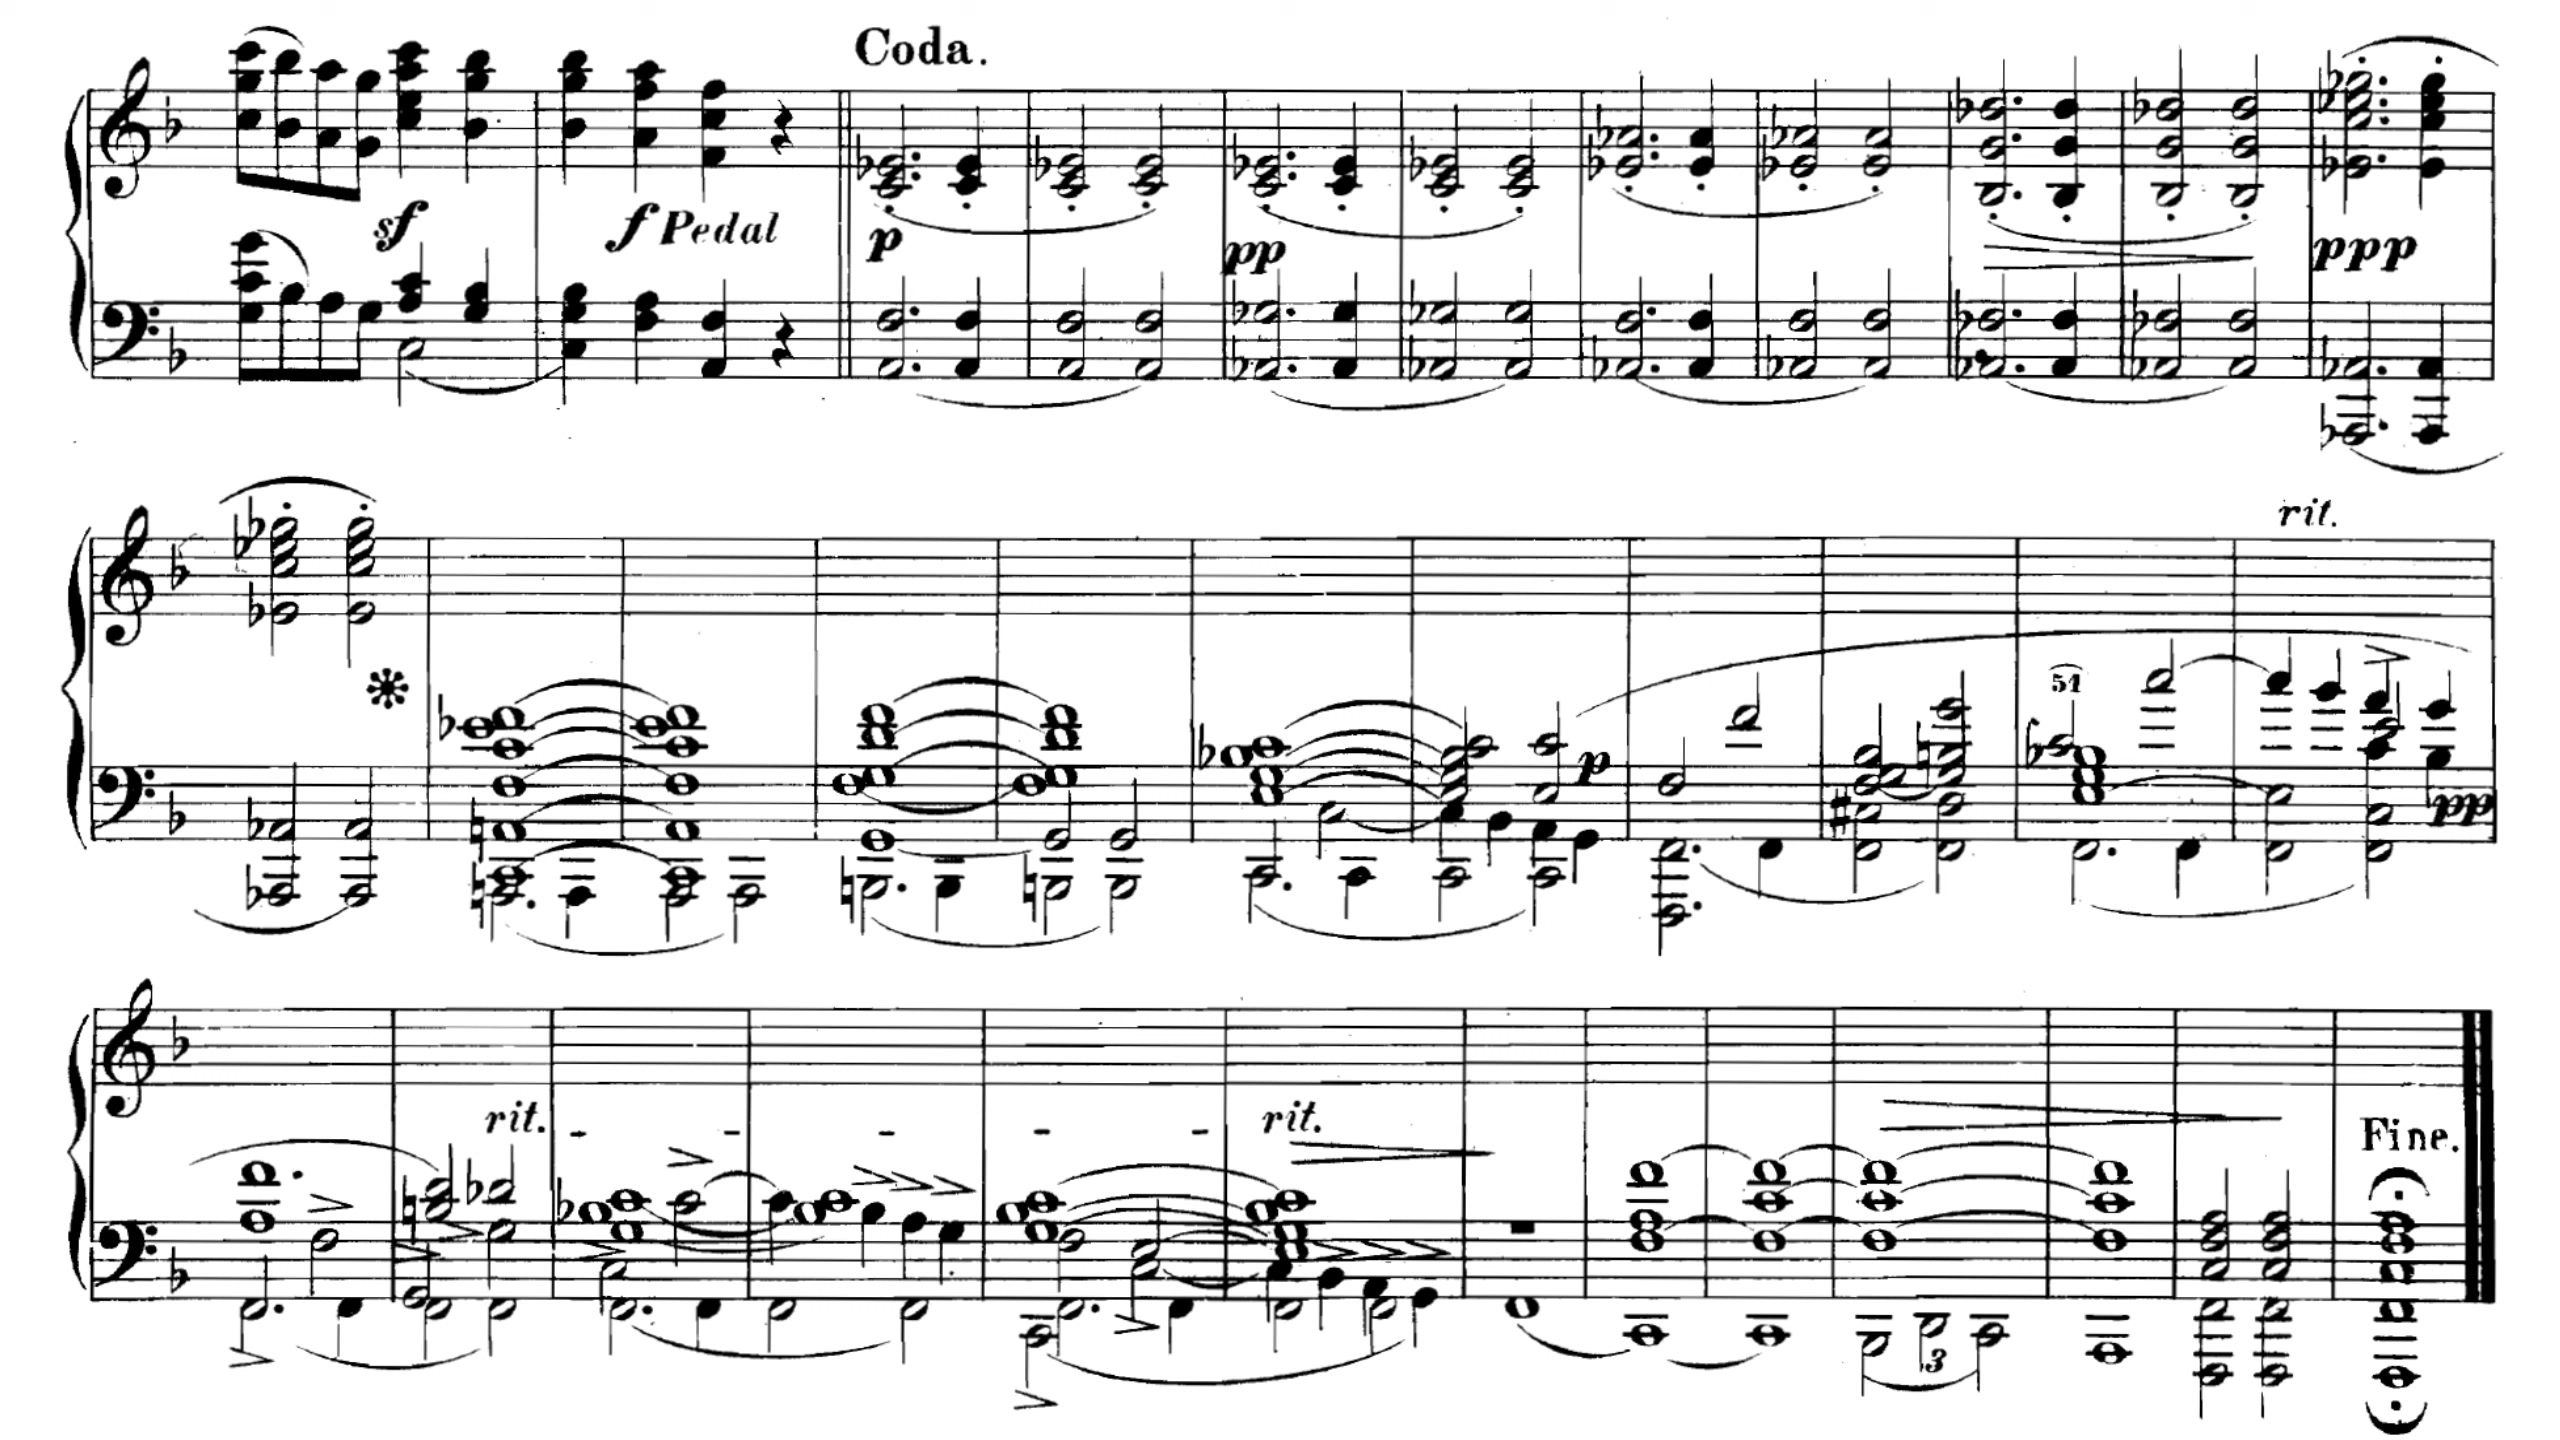 Coda.
sf
f Pedal
p
pp
ppp
rit.
51
p
pp
rit. - - - - - rit.
Fine.
3